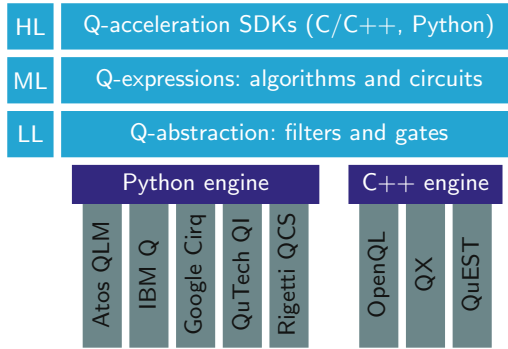 HL Q-acceleration SDKs (C/C++, Python)
ML Q-expressions: algorithms and circuits
LL Q-abstraction: filters and gates
Python engine C++ engine
Atos QLM
IBM Q
Google Cirq
QuTech QI
Rigetti QCS
OpenQL
QX
QuEST